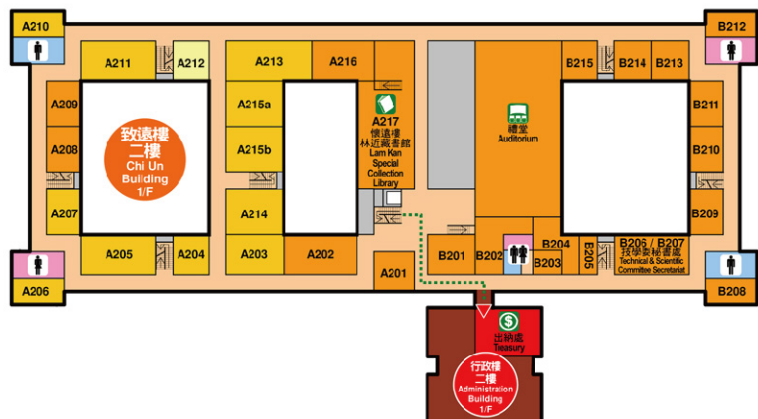 A210
B212
A211
A212
A213
A216
B215
B214
B213
A209
A215a
A217
懷遠樓
林近藏書館
Lam Kan
Special
Collection
Library
禮堂
Auditorium
B211
致遠樓
二樓
Chi Un
Building
1/F
A208
A215b
B210
A207
A214
B209
A205
A204
A203
A202
A201
B201
B202
B204
B203
B205
B206 / B207
技學委秘書處
Technical & Scientific
Committee Secretariat
A206
B208
$
出納處
Treasury
行政樓
二樓
Administration
Building
1/F